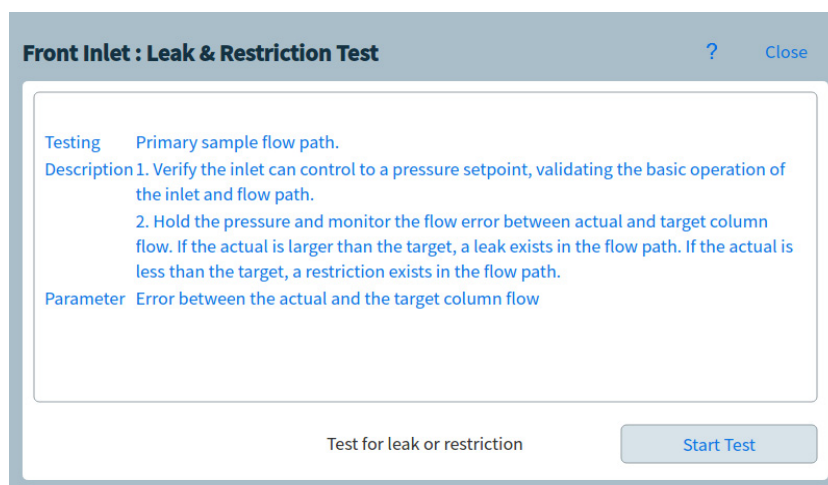 Front Inlet : Leak & Restriction Test ? Close
Testing Primary sample flow path.
Description 1. Verify the inlet can control to a pressure setpoint, validating the basic operation of
the inlet and flow path.
2. Hold the pressure and monitor the flow error between actual and target column
flow. If the actual is larger than the target, a leak exists in the flow path. If the actual is
less than the target, a restriction exists in the flow path.
Parameter Error between the actual and the target column flow
Test for leak or restriction Start Test